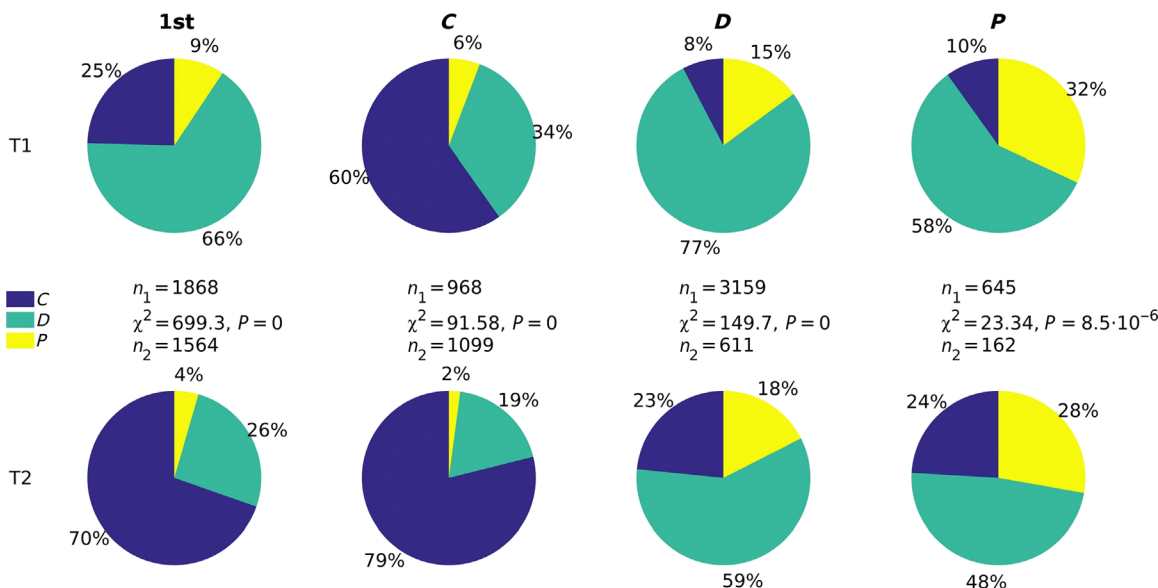 1st
C
D
P
9%
6%
8%
15%
10%
25%
32%
34%
T1
60%
58%
66%
77%
n₁=1868
n₁=968
n₁=3159
n₁=645
C
D
P
χ²=699.3, P=0
χ²=91.58, P=0
χ²=149.7, P=0
χ²=23.34, P = 8.5·10⁻⁶
n₂=1564
n₂=1099
n₂=611
n₂=162
4%
2%
19%
18%
23%
24%
28%
26%
T2
70%
79%
59%
48%